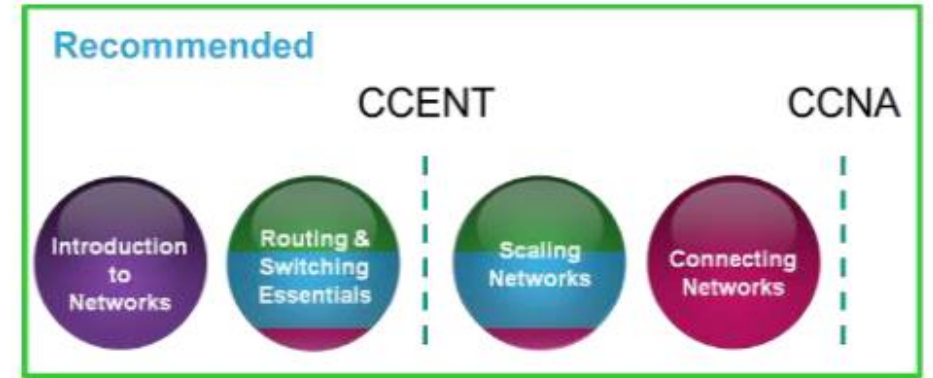 Recommended
CCENT
CCNA
Introduction
to
Networks
Routing &
Switching
Essentials
Scaling
Networks
Connecting
Networks